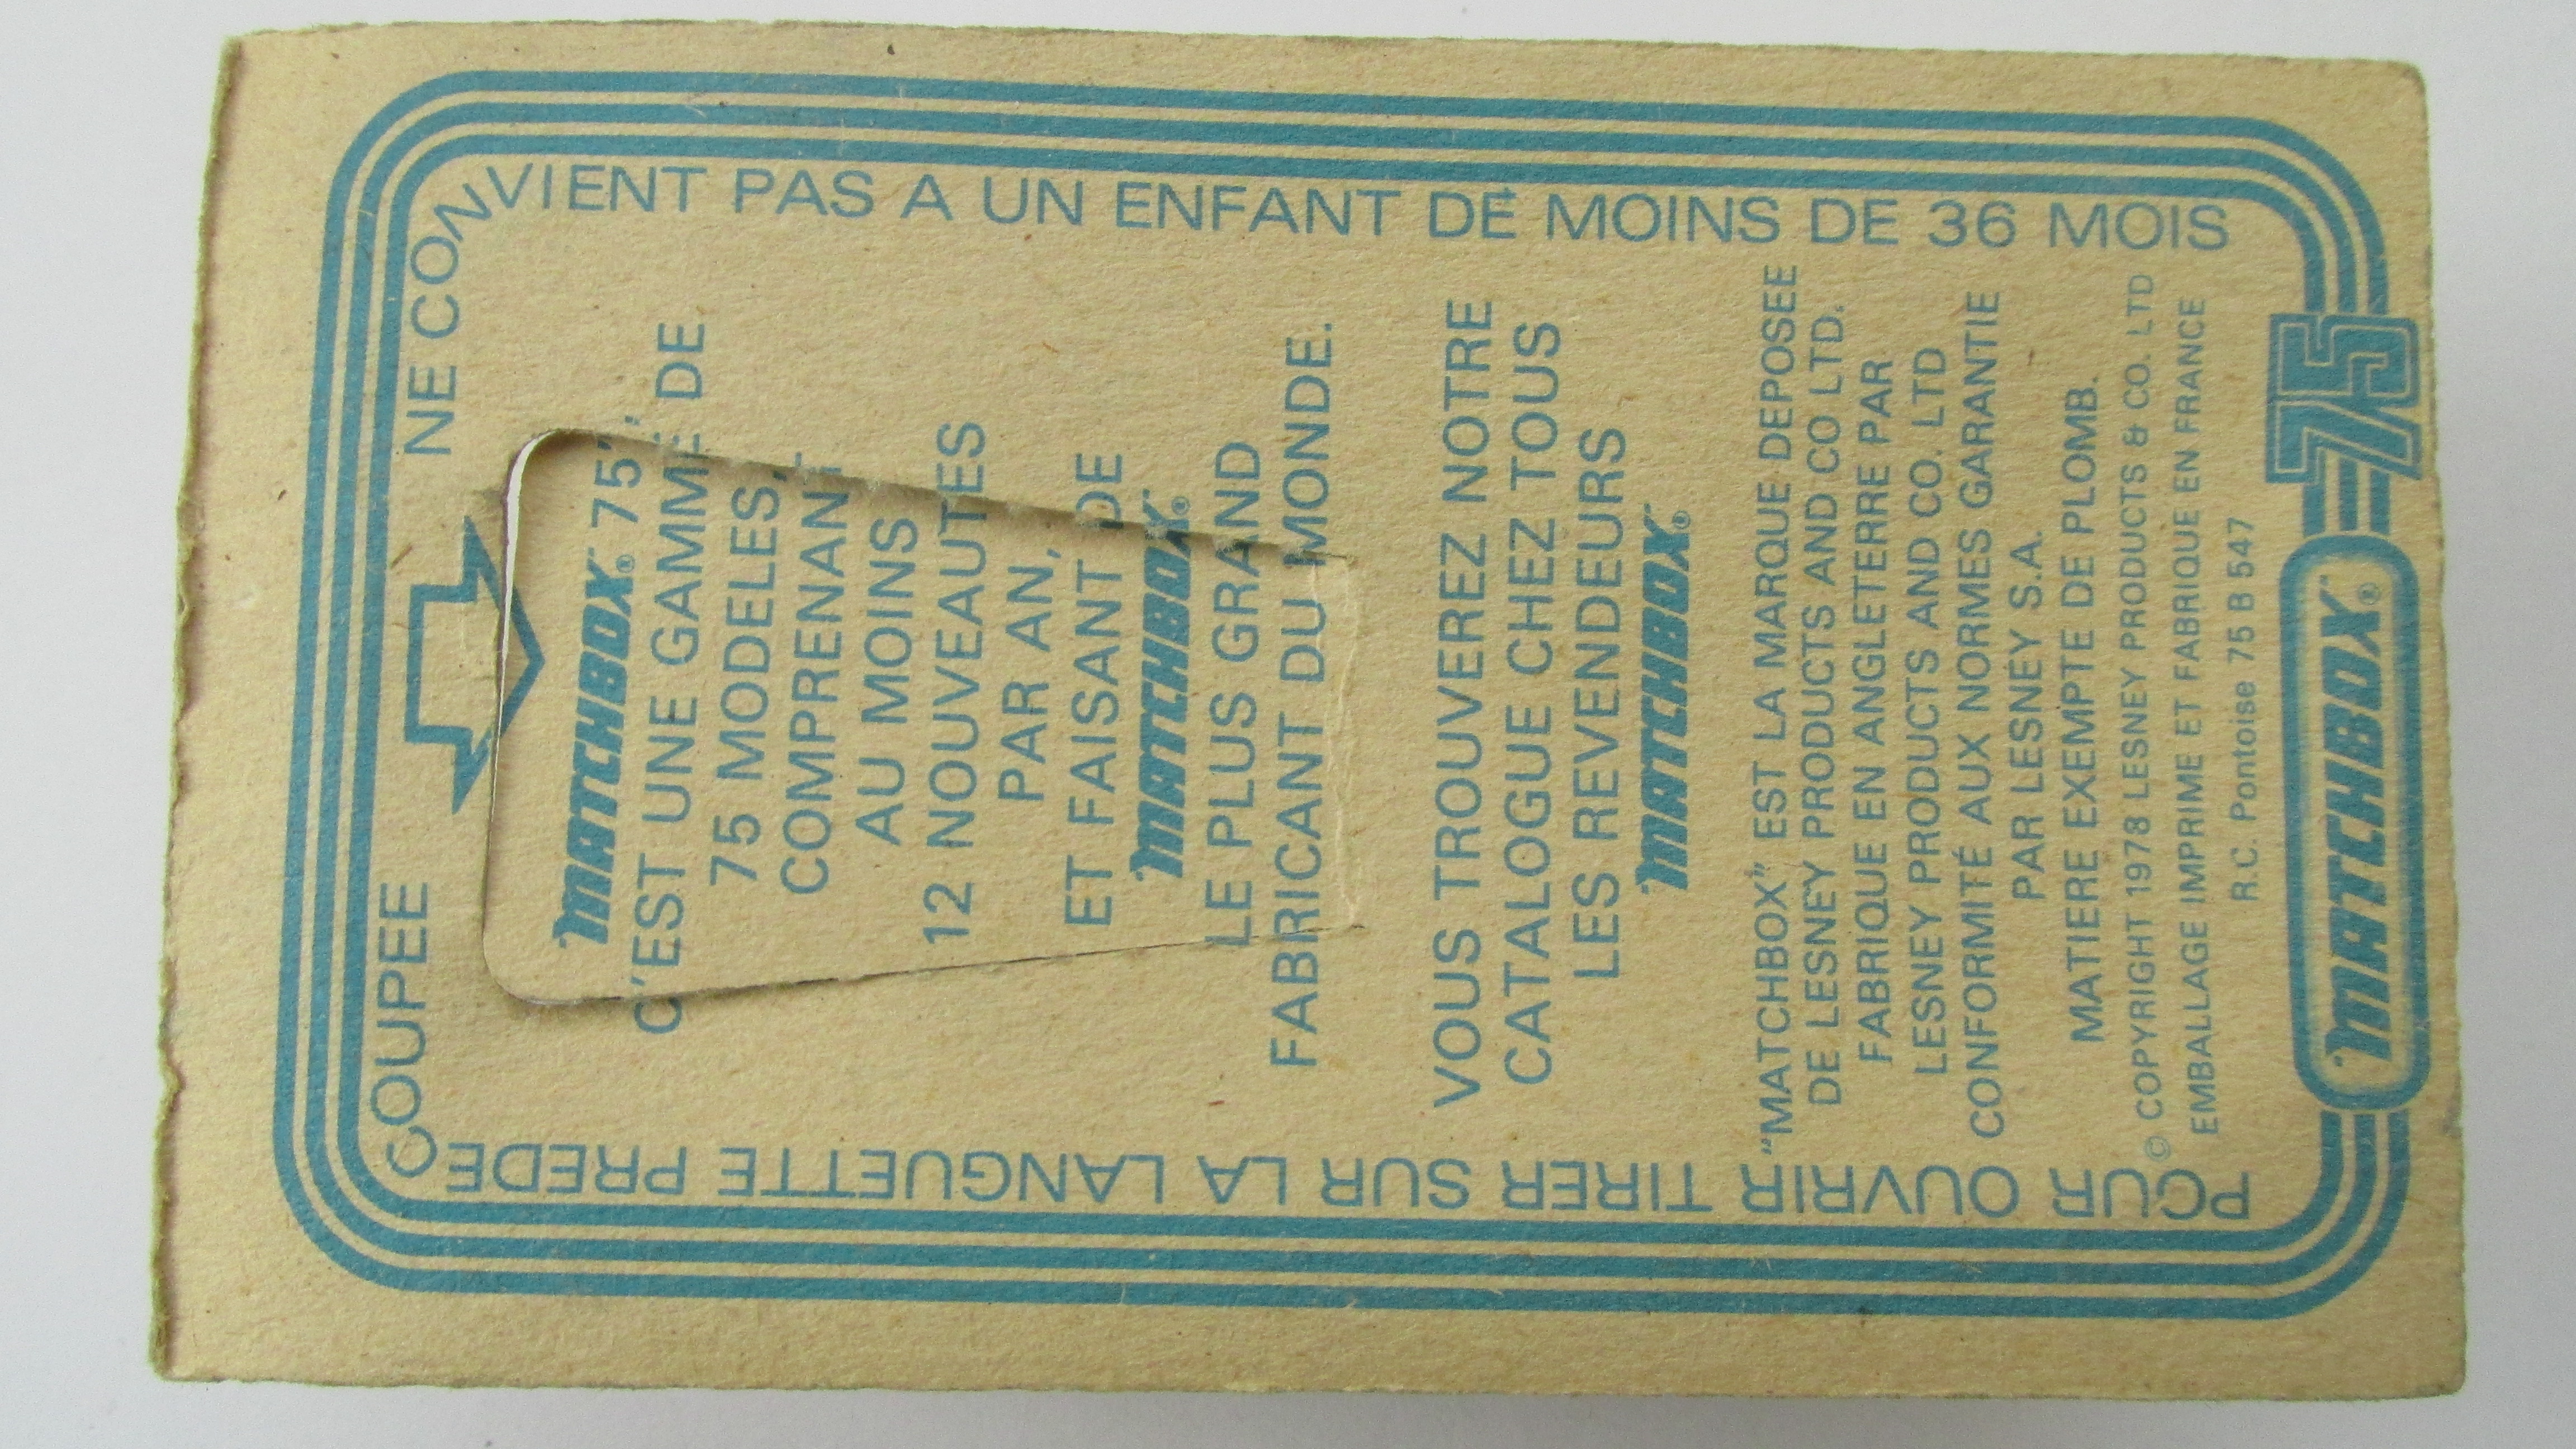 POUR OUVRIR TIRER SUR LA LANGUETTE PREDECOUPEE
NE CONVIENT PAS A UN ENFANT DE MOINS DE 36 MOIS
MATCHBOX® 75",
C'EST UNE GAMME DE
75 MODELES,
COMPRENANT
AU MOINS
12 NOUVEAUTES
PAR AN,
ET FAISANT DE
MATCHBOX®
LE PLUS GRAND
FABRICANT DU MONDE.
VOUS TROUVEREZ NOTRE
CATALOGUE CHEZ TOUS
LES REVENDEURS
MATCHBOX®
"MATCHBOX" EST LA MARQUE DEPOSEE
DE LESNEY PRODUCTS AND CO LTD.
FABRIQUE EN ANGLETERRE PAR
LESNEY PRODUCTS AND CO. LTD
CONFORMITÉ AUX NORMES GARANTIE
PAR LESNEY S.A.
MATIERE EXEMPTE DE PLOMB.
© COPYRIGHT 1978 LESNEY PRODUCTS & CO. LTD
EMBALLAGE IMPRIME ET FABRIQUE EN FRANCE
R.C. Pontoise 75 B 547
MATCHBOX® 75